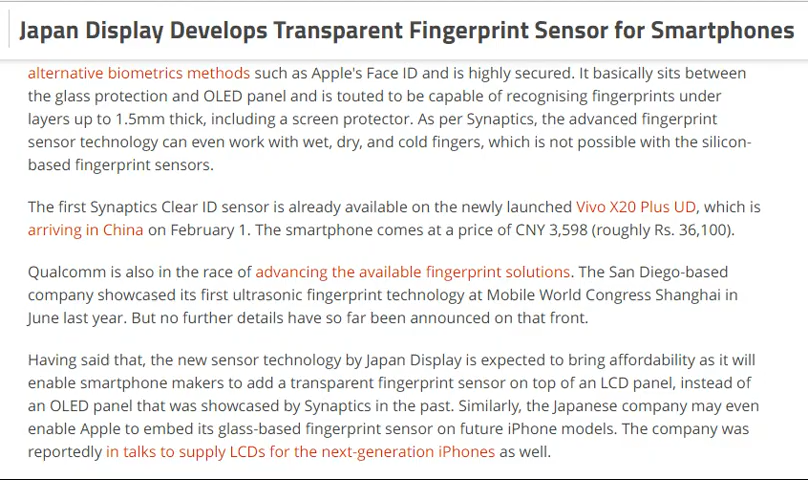 Japan Display Develops Transparent Fingerprint Sensor for Smartphones
alternative biometrics methods such as Apple's Face ID and is highly secured. It basically sits between
the glass protection and OLED panel and is touted to be capable of recognising fingerprints under
layers up to 1.5mm thick, including a screen protector. As per Synaptics, the advanced fingerprint
sensor technology can even work with wet, dry, and cold fingers, which is not possible with the silicon-
based fingerprint sensors.
The first Synaptics Clear ID sensor is already available on the newly launched Vivo X20 Plus UD, which is
arriving in China on February 1. The smartphone comes at a price of CNY 3,598 (roughly Rs. 36,100).
Qualcomm is also in the race of advancing the available fingerprint solutions. The San Diego-based
company showcased its first ultrasonic fingerprint technology at Mobile World Congress Shanghai in
June last year. But no further details have so far been announced on that front.
Having said that, the new sensor technology by Japan Display is expected to bring affordability as it will
enable smartphone makers to add a transparent fingerprint sensor on top of an LCD panel, instead of
an OLED panel that was showcased by Synaptics in the past. Similarly, the Japanese company may even
enable Apple to embed its glass-based fingerprint sensor on future iPhone models. The company was
reportedly in talks to supply LCDs for the next-generation iPhones as well.